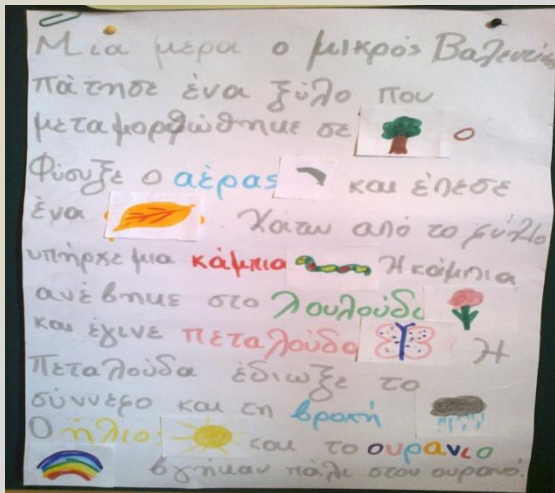 Μια μέρα ο μικρός Βαλεντίνο
πάτησε ένα ξύλο που
μεταμορφώθηκε σε
Φύσυξε ο αέρας και έπεσε
ένα . Κάτω από το φύλλο
υπήρχε μια κάμπια Η κάμπια
ανέβηκε στο λουλούδι
και έγινε πεταλούδα Η
Πεταλούδα έδιωξε το
σύννεφο και τη βροχή
Ο ήλιος και το ουράνιο
βγήκαν πάλι στον ουρανό.